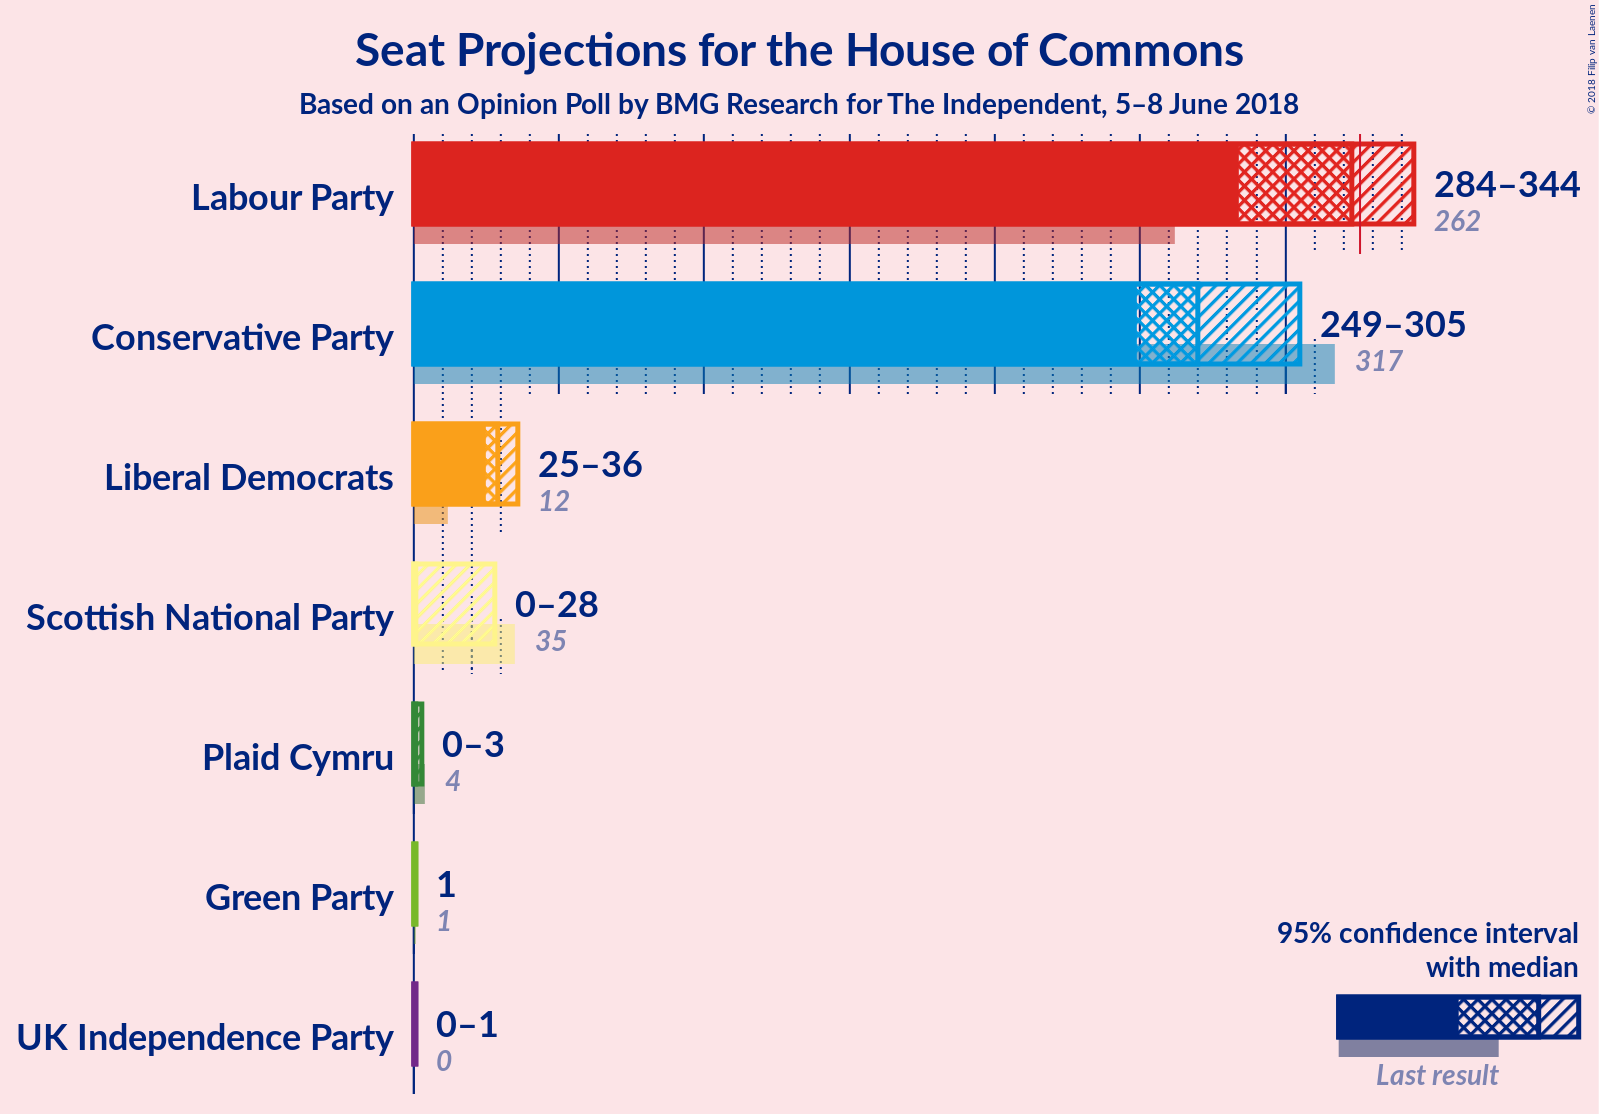 Seat Projections for the House of Commons
Based on an Opinion Poll by BMG Research for The Independent, 5–8 June 2018
© 2018 Filip van Laenen
Labour Party
284–344
262
Conservative Party
249–305
317
Liberal Democrats
25–36
12
Scottish National Party
0–28
35
Plaid Cymru
0–3
4
Green Party
1
1
UK Independence Party
0–1
0
95% confidence interval
with median
Last result